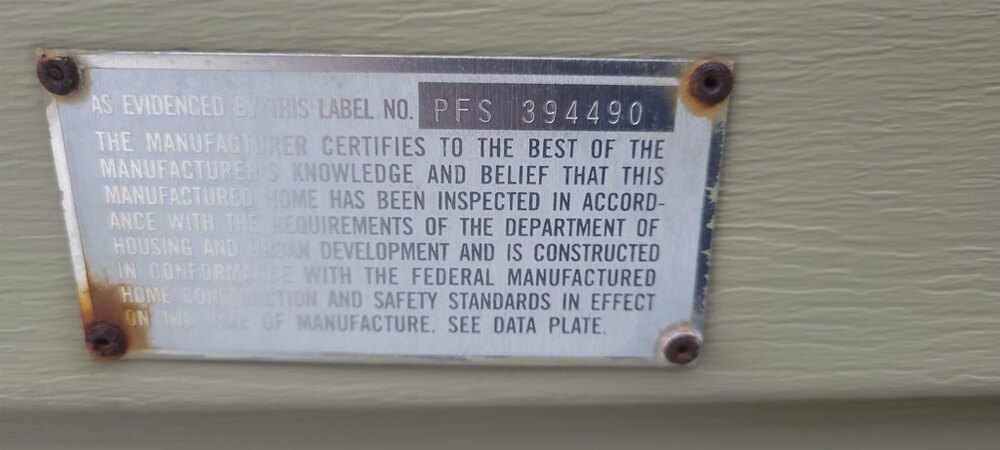 AS EVIDENCED BY THIS LABEL NO. PFS 394490
THE MANUFACTURER CERTIFIES TO THE BEST OF THE
MANUFACTURER'S KNOWLEDGE AND BELIEF THAT THIS
MANUFACTURED HOME HAS BEEN INSPECTED IN ACCORD-
ANCE WITH THE REQUIREMENTS OF THE DEPARTMENT OF
HOUSING AND URBAN DEVELOPMENT AND IS CONSTRUCTED
IN CONFORMANCE WITH THE FEDERAL MANUFACTURED
HOME CONSTRUCTION AND SAFETY STANDARDS IN EFFECT
ON THE DATE OF MANUFACTURE. SEE DATA PLATE.